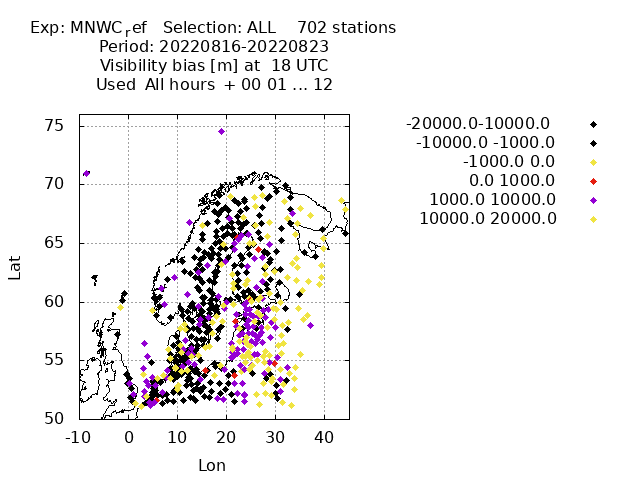 Exp: MNWC_ref   Selection: ALL    702 stations
Period: 20220816-20220823
Visibility bias [m] at  18 UTC
Used  All hours  + 00 01 ... 12
-20000.0-10000.0
-10000.0 -1000.0
-1000.0 0.0
0.0 1000.0
1000.0 10000.0
10000.0 20000.0
75
70
65
60
55
50
Lat
-10 0 10 20 30 40
Lon